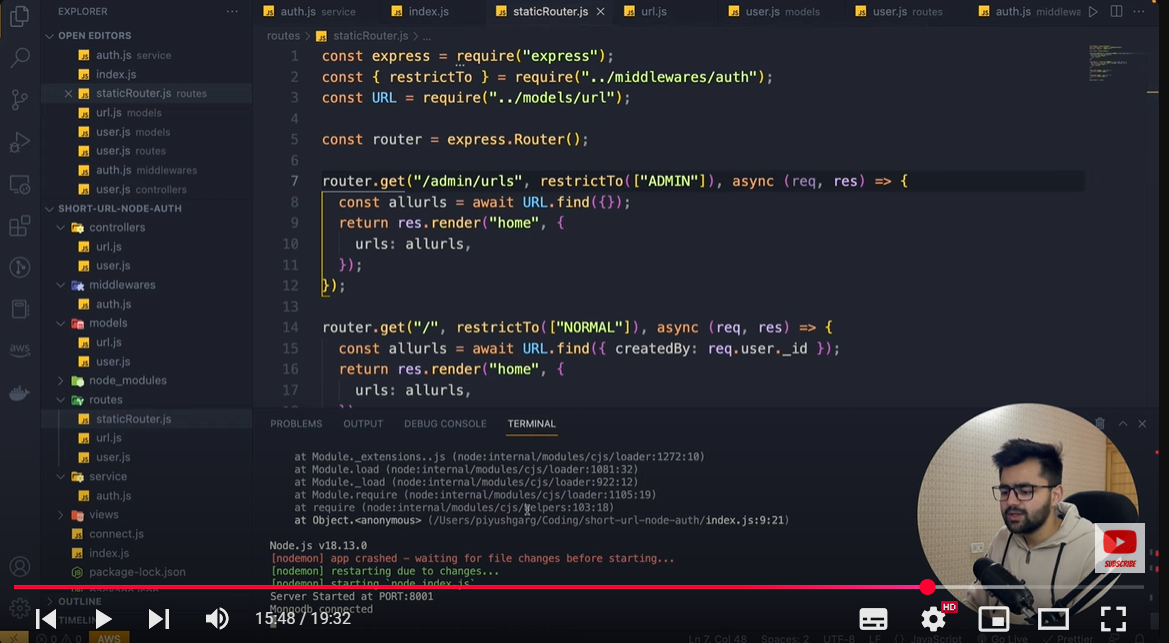 EXPLORER ...
OPEN EDITORS
auth.js service
index.js
staticRouter.js routes
url.js models
user.js models
user.js routes
auth.js middlewares
user.js controllers
SHORT-URL-NODE-AUTH
controllers
url.js
user.js
middlewares
auth.js
models
url.js
user.js
node_modules
routes
staticRouter.js
url.js
user.js
service
auth.js
views
connect.js
index.js
package-lock.json
OUTLINE
aws
auth.js service index.js staticRouter.js url.js user.js models user.js routes auth.js middlewa
routes > staticRouter.js > ...
1 const express = require("express");
2 const { restrictTo } = require("../middlewares/auth");
3 const URL = require("../models/url");
4
5 const router = express.Router();
6
7 router.get("/admin/urls", restrictTo(["ADMIN"]), async (req, res) => {
8 const allurls = await URL.find({});
9 return res.render("home", {
10 urls: allurls,
11 });
12 });
13
14 router.get("/", restrictTo(["NORMAL"]), async (req, res) => {
15 const allurls = await URL.find({ createdBy: req.user._id });
16 return res.render("home", {
17 urls: allurls,
PROBLEMS OUTPUT DEBUG CONSOLE TERMINAL
at Module._extensions..js (node:internal/modules/cjs/loader:1272:10)
at Module.load (node:internal/modules/cjs/loader:1081:32)
at Module._load (node:internal/modules/cjs/loader:922:12)
at Module.require (node:internal/modules/cjs/loader:1105:19)
at require (node:internal/modules/cjs/helpers:103:18)
at Object.<anonymous> (/Users/piyushgarg/Coding/short-url-node-auth/index.js:9:21)
Node.js v18.13.0
[nodemon] app crashed - waiting for file changes before starting...
[nodemon] restarting due to changes...
[nodemon] starting `node index.js`
Server Started at PORT:8001
Mongodb connected
SUBSCRIBE
15:48 / 19:32
HD
0 0 AWS
Ln 7, Col 48 Spaces: 2 UTF-8 LF {} JavaScript Go Live Prettier